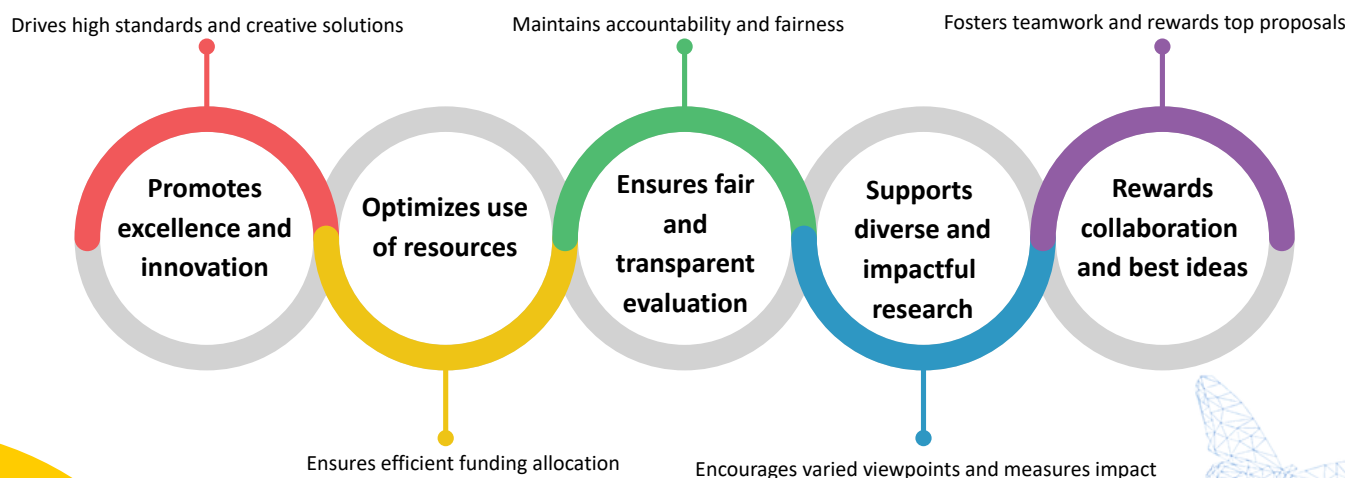 Drives high standards and creative solutions
Maintains accountability and fairness
Fosters teamwork and rewards top proposals
Promotes
excellence and
innovation
Optimizes use
of resources
Ensures fair
and
transparent
evaluation
Supports
diverse and
impactful
research
Rewards
collaboration
and best ideas
Ensures efficient funding allocation
Encourages varied viewpoints and measures impact